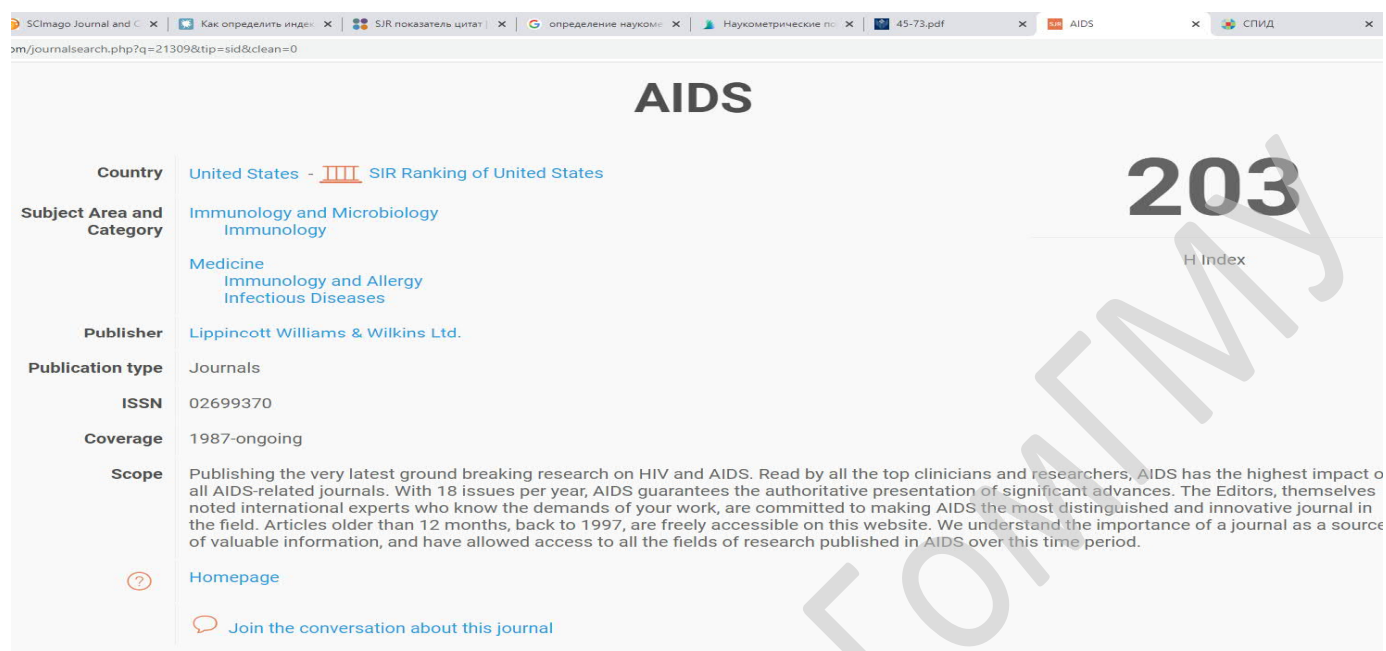 SCImago Journal and C
Как определить индек
SJR показатель цитат
определение наукоме
Наукометрические по
45-73.pdf
AIDS
СПИД
om/journalsearch.php?q=21309&tip=sid&clean=0
AIDS
Country
United States - SIR Ranking of United States
203
H Index
Subject Area and
Category
Immunology and Microbiology
Immunology
Medicine
Immunology and Allergy
Infectious Diseases
Publisher
Lippincott Williams & Wilkins Ltd.
Publication type
Journals
ISSN
02699370
Coverage
1987-ongoing
Scope
Publishing the very latest ground breaking research on HIV and AIDS. Read by all the top clinicians and researchers, AIDS has the highest impact o
all AIDS-related journals. With 18 issues per year, AIDS guarantees the authoritative presentation of significant advances. The Editors, themselves
noted international experts who know the demands of your work, are committed to making AIDS the most distinguished and innovative journal in
the field. Articles older than 12 months, back to 1997, are freely accessible on this website. We understand the importance of a journal as a source
of valuable information, and have allowed access to all the fields of research published in AIDS over this time period.
?
Homepage
Join the conversation about this journal
ГОМГМУ